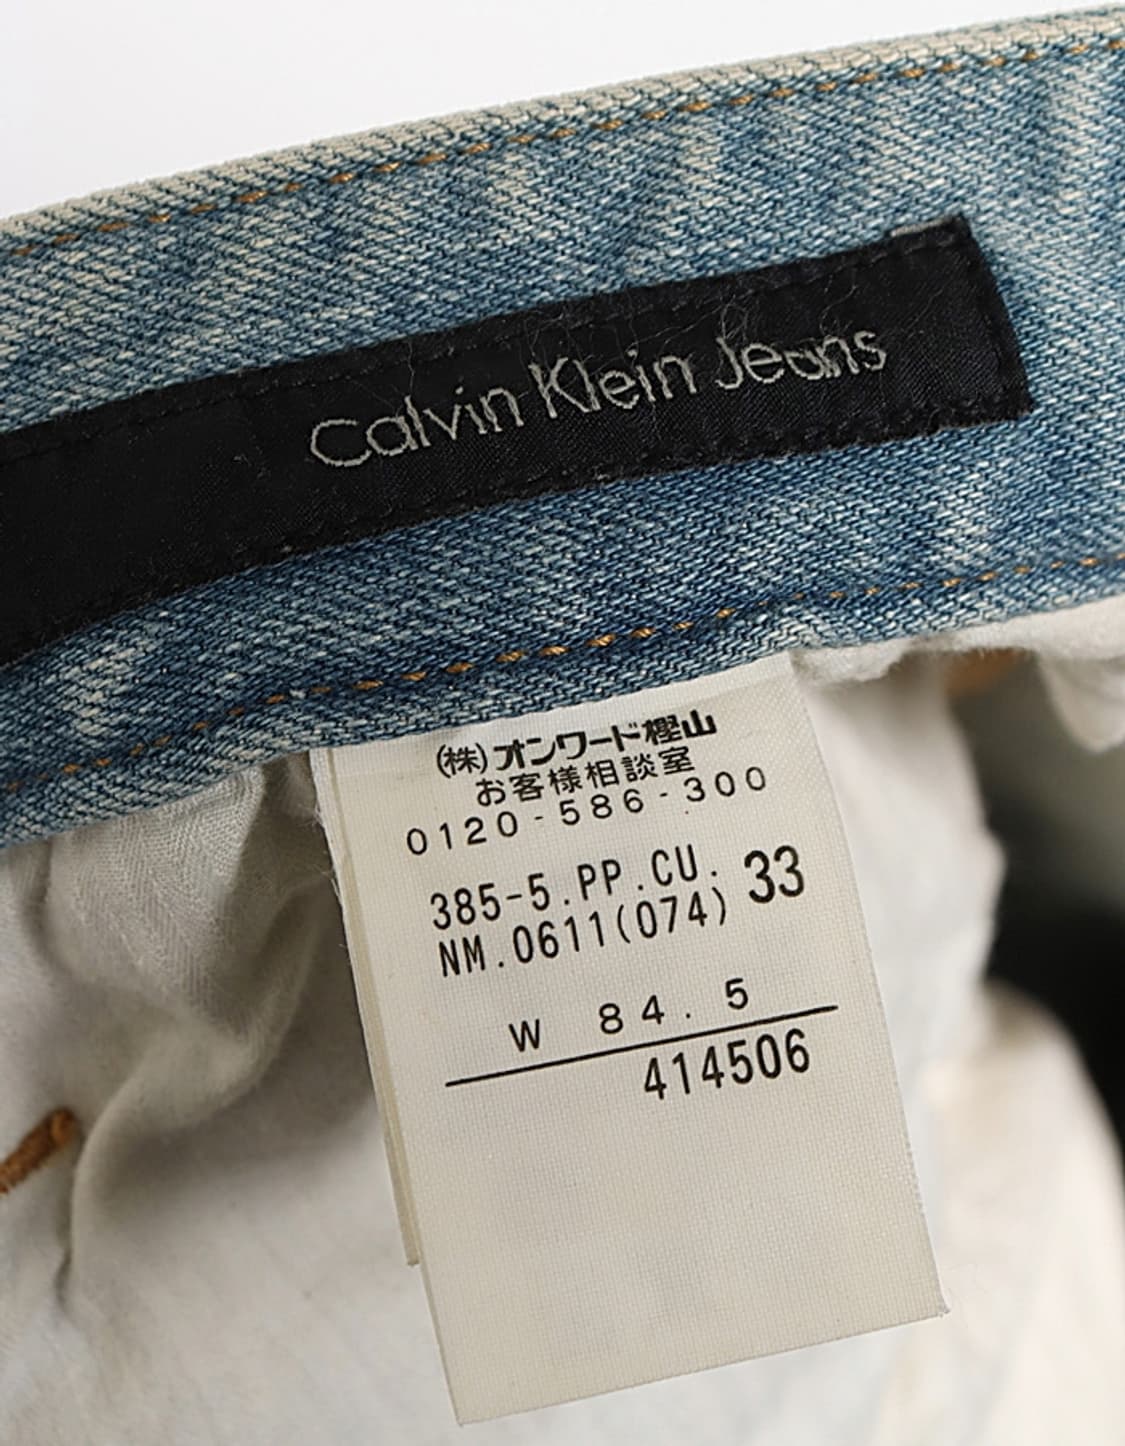 Calvin Klein Jeans
(株)オンワード樫山
お客様相談室
0120-586-300
385-5.PP.CU. 33
NM.0611(074)
W 84.5
414506